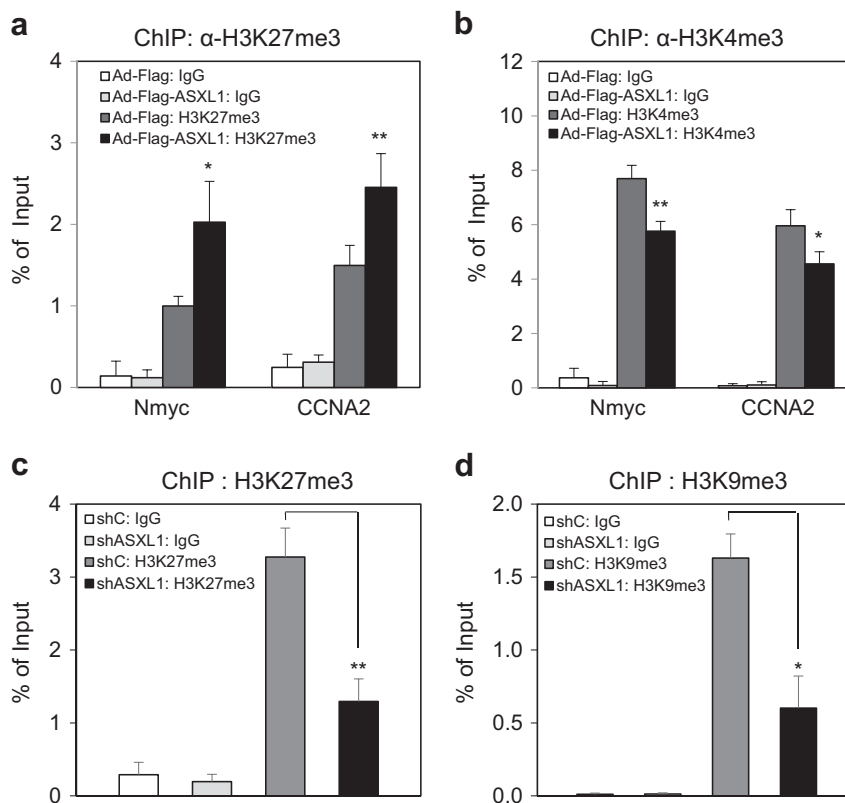 a
ChIP: α-H3K27me3
4
3
2
1
0
% of Input
Ad-Flag: IgG
Ad-Flag-ASXL1: IgG
Ad-Flag: H3K27me3
Ad-Flag-ASXL1: H3K27me3
*
**
Nmyc
CCNA2
b
ChIP: α-H3K4me3
12
10
8
6
4
2
0
% of Input
Ad-Flag: IgG
Ad-Flag-ASXL1: IgG
Ad-Flag: H3K4me3
Ad-Flag-ASXL1: H3K4me3
**
*
Nmyc
CCNA2
c
ChIP : H3K27me3
4
3
2
1
0
% of Input
shC: IgG
shASXL1: IgG
shC: H3K27me3
shASXL1: H3K27me3
**
d
ChIP : H3K9me3
2.0
1.5
1.0
0.5
0.0
% of Input
shC: IgG
shASXL1: IgG
shC: H3K9me3
shASXL1: H3K9me3
*